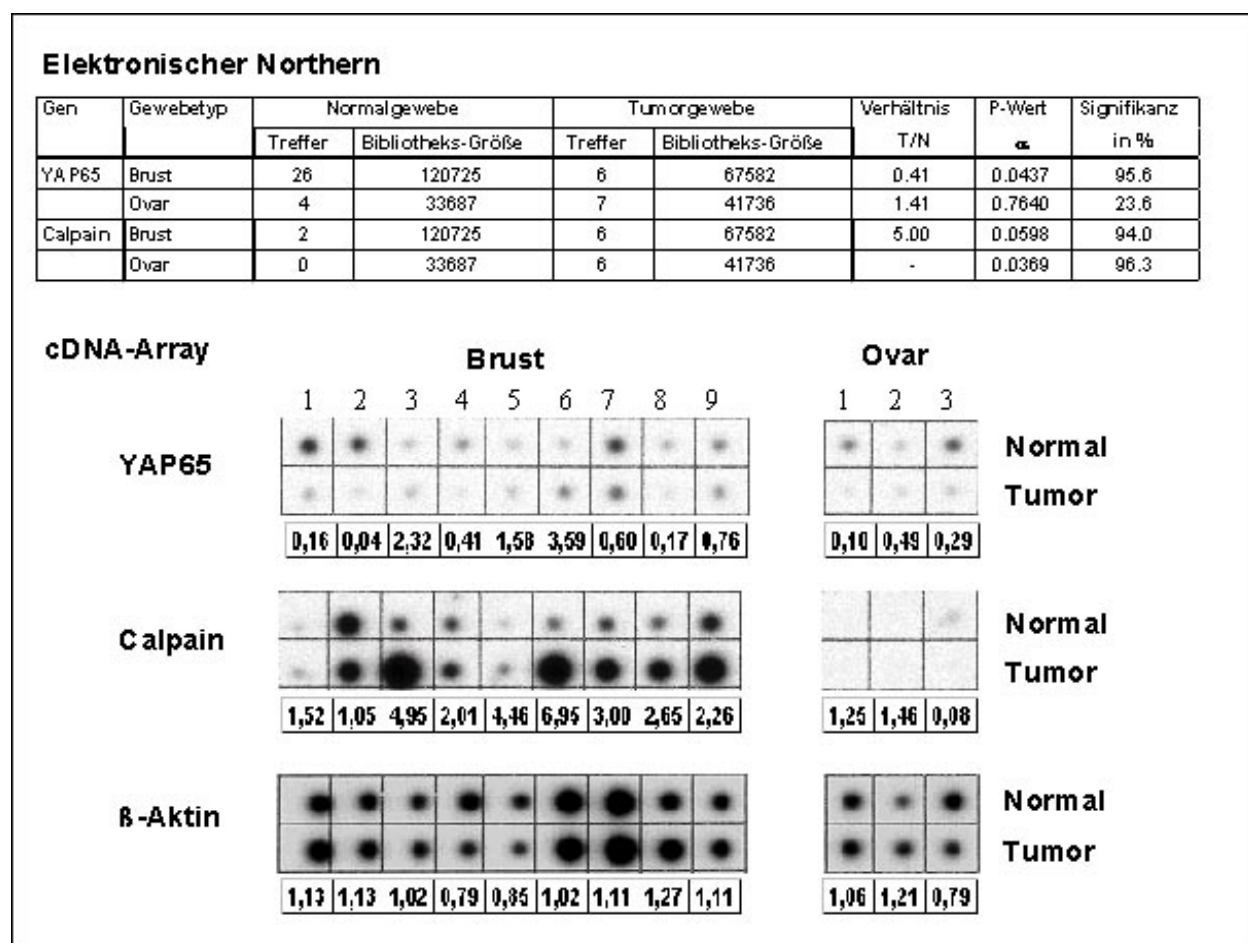 Elektronischer Northern
Gen Gewebetyp Normalgewebe Tumorgewebe Verhältnis P-Wert Signifikanz
Treffer Bibliotheks-Größe Treffer Bibliotheks-Größe T/N α in %
YAP65 Brust 26 120725 6 67582 0.41 0.0437 95.6
Ovar 4 33687 7 41736 1.41 0.7640 23.6
Calpain Brust 2 120725 6 67582 5.00 0.0598 94.0
Ovar 0 33687 6 41736 - 0.0369 96.3
cDNA-Array Brust Ovar
1 2 3 4 5 6 7 8 9 1 2 3
YAP65 Normal
Tumor
0,16 0,04 2,32 0,41 1,58 3,59 0,60 0,17 0,76 0,10 0,49 0,29
Calpain Normal
Tumor
1,52 1,05 4,95 2,01 4,46 6,95 3,00 2,65 2,26 1,25 1,46 0,08
ß-Aktin Normal
Tumor
1,13 1,13 1,02 0,79 0,85 1,02 1,11 1,27 1,11 1,06 1,21 0,79